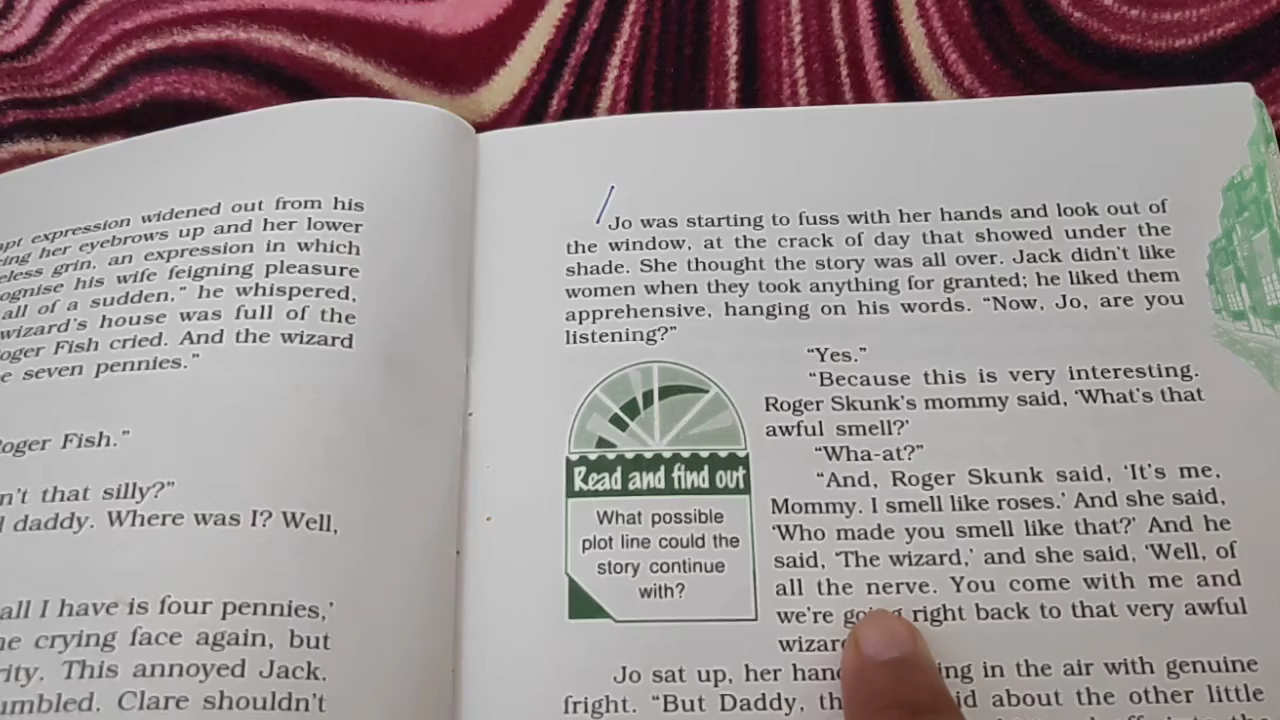 expression widened out from his
her eyebrows up and her lower
grin, an expression in which
his wife feigning pleasure
all of a sudden," he whispered,
wizard's house was full of the
Roger Fish cried. And the wizard
seven pennies."
Roger Fish."
that silly?"
daddy. Where was I? Well,
all I have is four pennies,'
crying face again, but
This annoyed Jack.
Clare shouldn't
Jo was starting to fuss with her hands and look out of
the window, at the crack of day that showed under the
shade. She thought the story was all over. Jack didn't like
women when they took anything for granted; he liked them
apprehensive, hanging on his words. "Now, Jo, are you
listening?"
"Yes."
"Because this is very interesting.
Roger Skunk's mommy said, 'What's that
awful smell?'
"Wha-at?"
"And, Roger Skunk said, 'It's me,
Mommy. I smell like roses.' And she said,
'Who made you smell like that?' And he
said, 'The wizard,' and she said, 'Well, of
all the nerve. You come with me and
we're going right back to that very awful
Read and find out
What possible
plot line could the
story continue
with?
Jo sat up, her in the air with genuine
fright. "But Daddy, about the other little